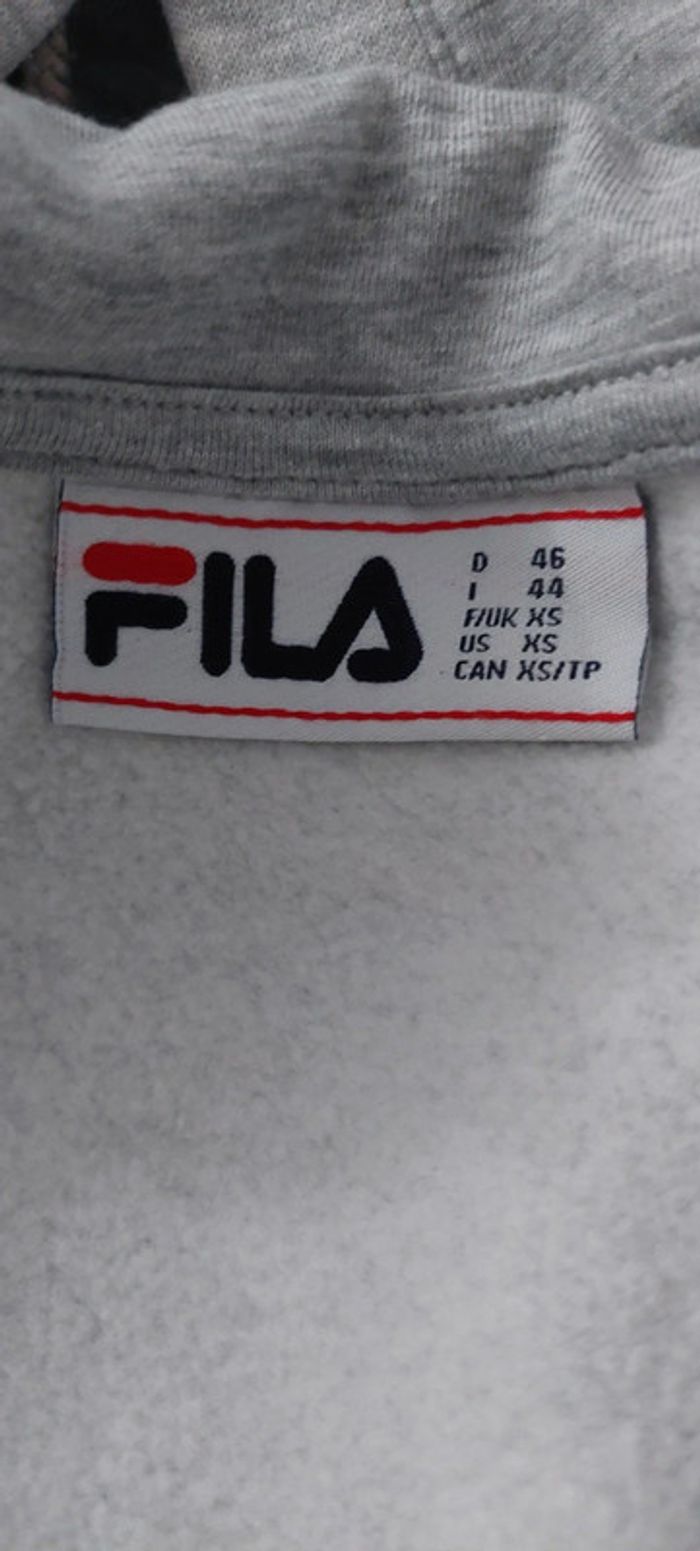 FILA
D 46
I 44
F/UK XS
US XS
CAN XS/TP